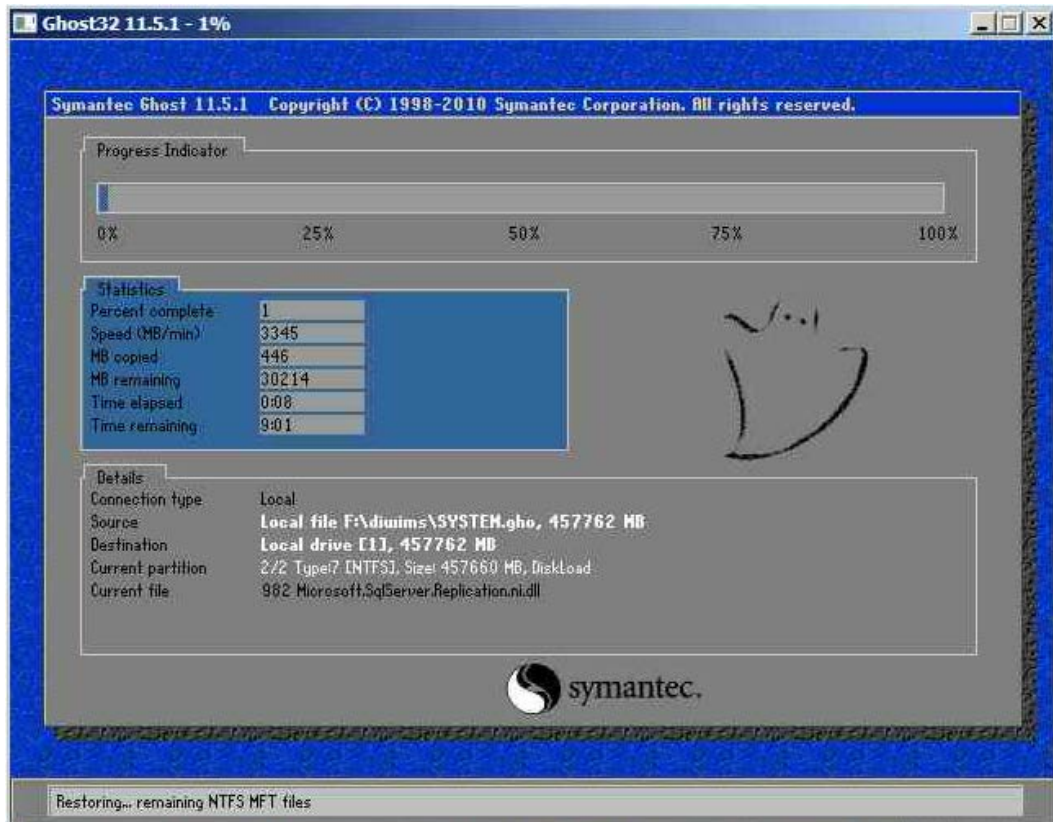 Ghost32 11.5.1 - 1%
Symantec Ghost 11.5.1 Copyright (C) 1998-2010 Symantec Corporation. All rights reserved.
Progress Indicator
0% 25% 50% 75% 100%
Statistics
Percent complete 1
Speed (MB/min) 3345
MB copied 446
MB remaining 30214
Time elapsed 0:08
Time remaining 9:01
Details
Connection type Local
Source Local file F:\diwims\SYSTEM.gho, 457762 MB
Destination Local drive [1], 457762 MB
Current partition 2/2 Type:7 [NTFS], Size: 457660 MB, DiskLoad
Current file 982 Microsoft.SqlServer.Replication.ni.dll
symantec.
Restoring... remaining NTFS MFT files